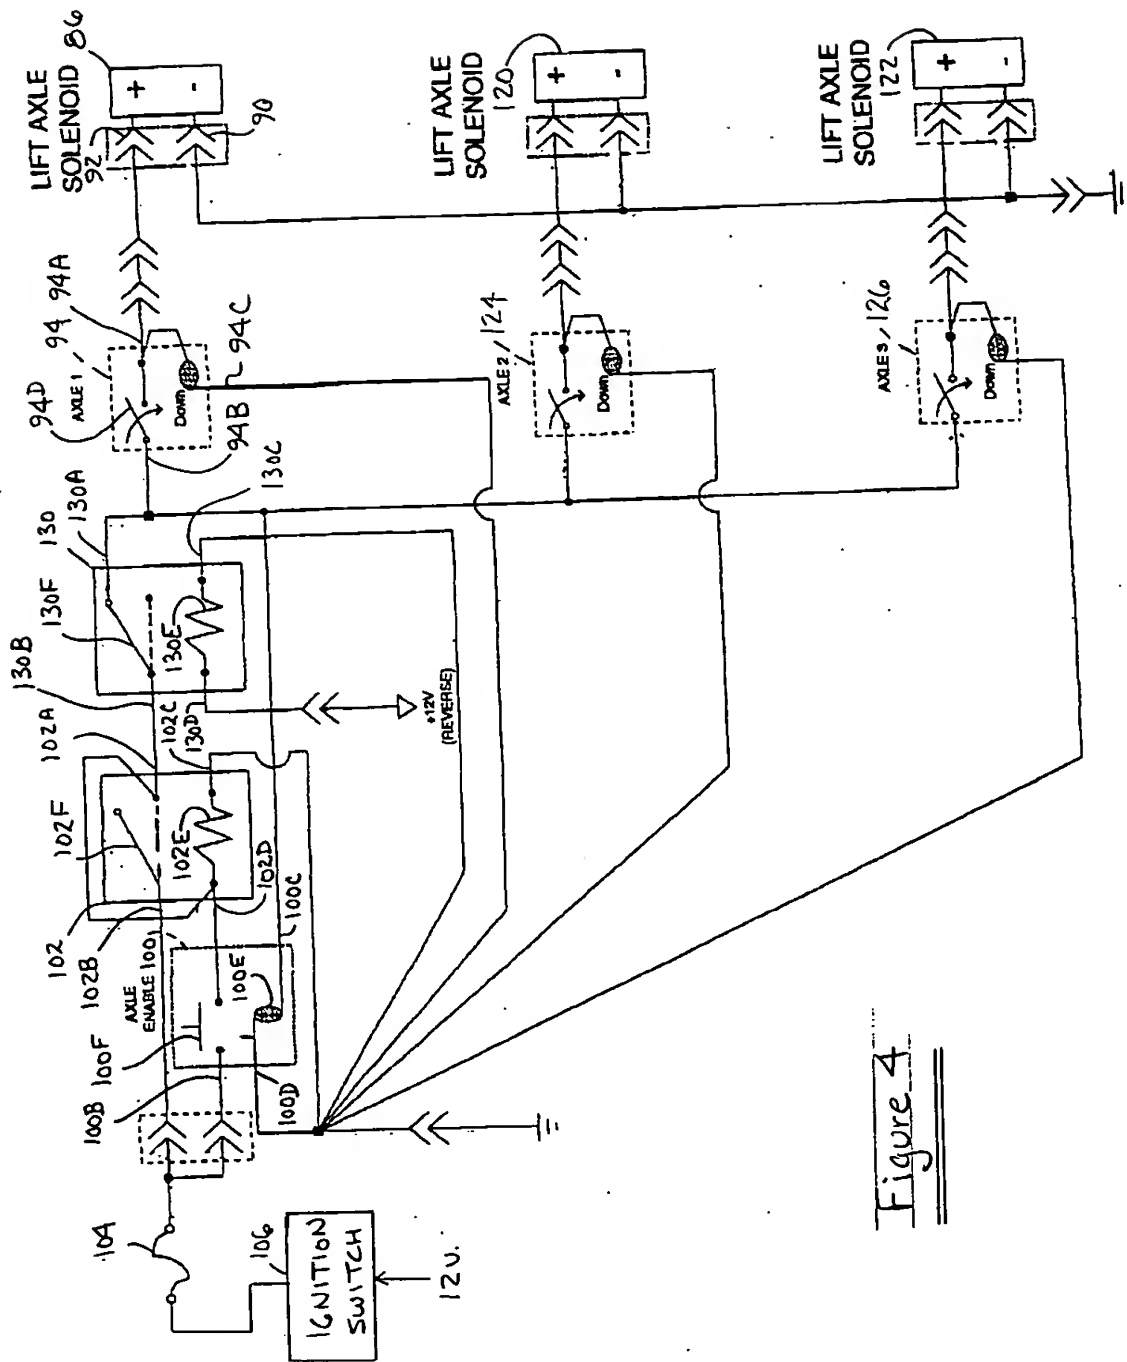 LIFT AXLE
SOLENOID
86
92
90
94A
94
AXLE 1
94D
94C
Down
94B
130C
130A
130
130F
130B
130E
130D
102A
102C
102F
102E
102D
102
102B
100C
+12V
(REVERSE)
AXLE
ENABLE 100
100E
100F
100B
100D
104
106
IGNITION
SWITCH
12V.
LIFT AXLE
SOLENOID
120
AXLE 2 / 124
Down
LIFT AXLE
SOLENOID
122
AXLE 3 / 126
Down
+
-
+
-
+
-
Figure 4